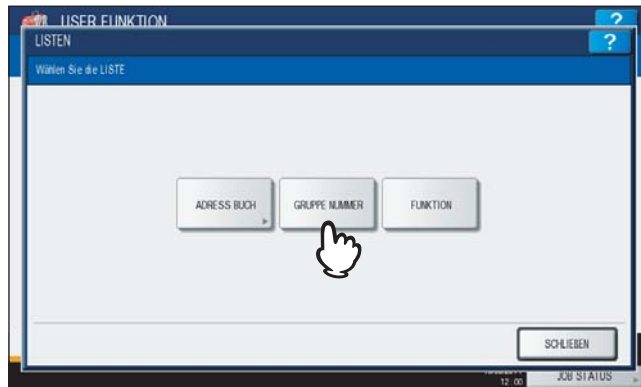 USER FUNKTION
?
LISTEN
?
Wählen Sie die LISTE
ADRESS BUCH
GRUPPE NUMMER
FUNKTION
SCHLIEßEN
12:00
JOB STATUS